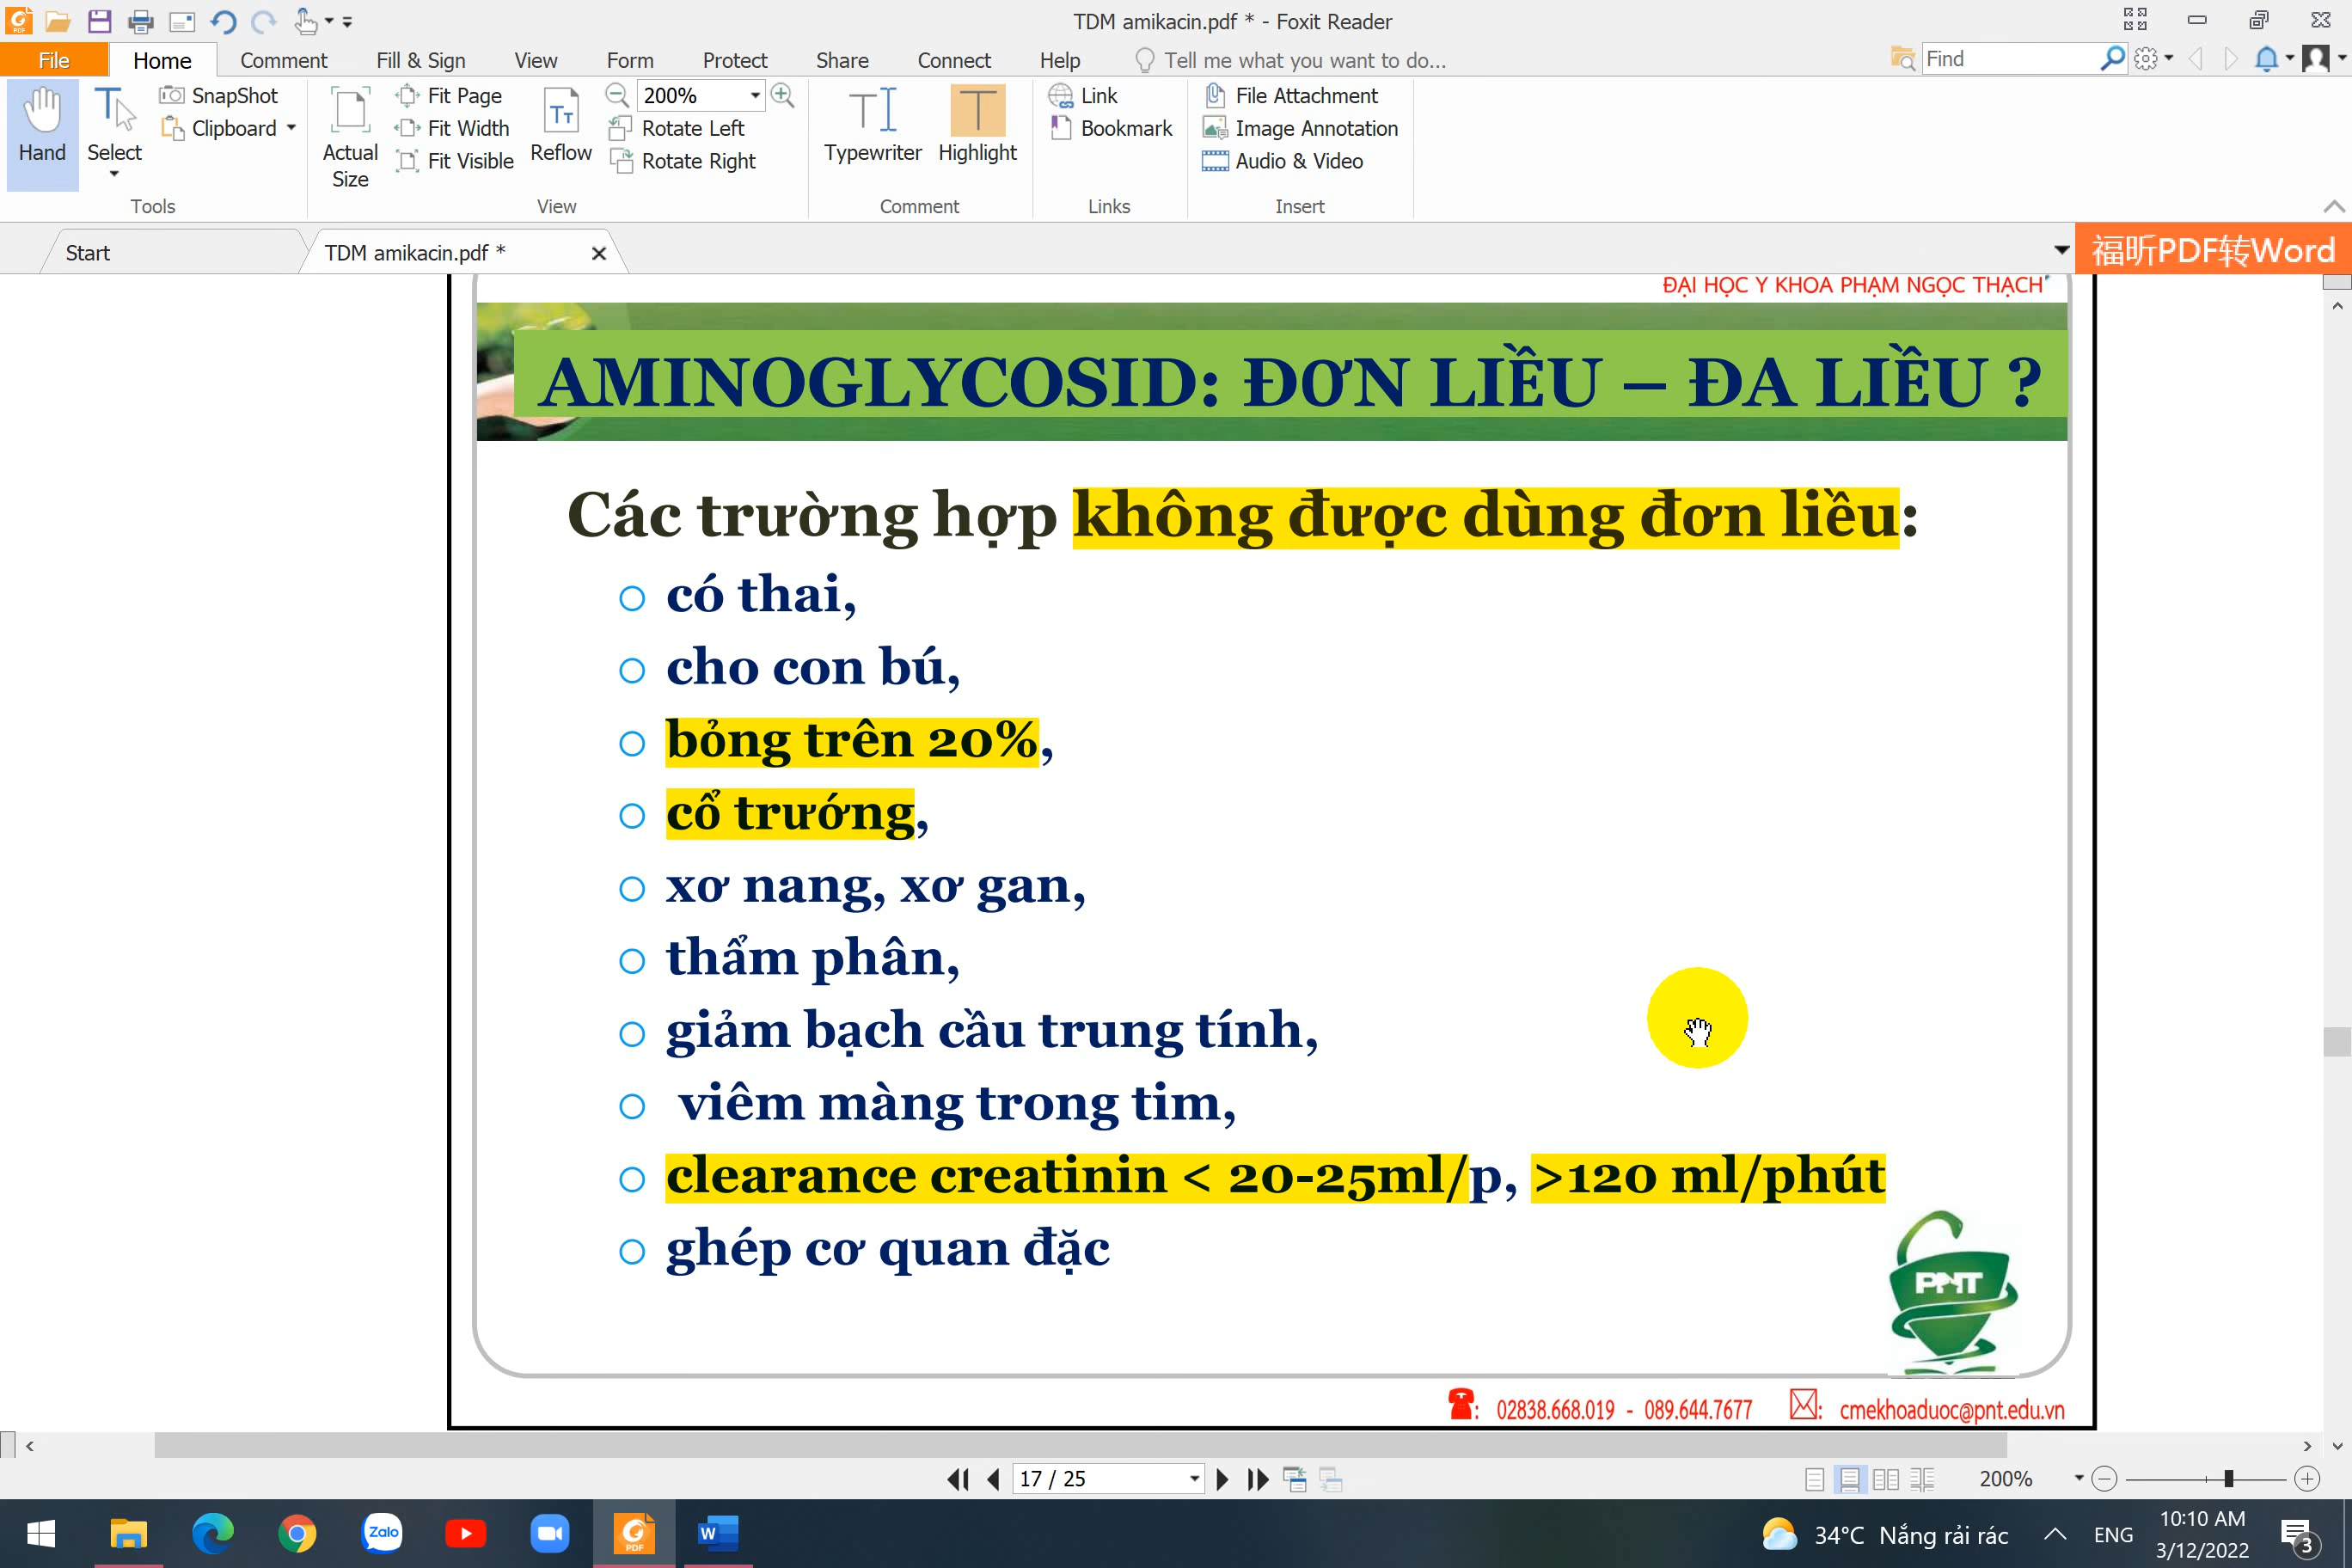 TDM amikacin.pdf * - Foxit Reader
File Home Comment Fill & Sign View Form Protect Share Connect Help Tell me what you want to do... Find
Hand
Select
SnapShot
Clipboard
Tools
Actual Size
Fit Page
Fit Width
Fit Visible
Reflow
200%
Rotate Left
Rotate Right
View
Typewriter
Highlight
Comment
Link
Bookmark
Links
File Attachment
Image Annotation
Audio & Video
Insert
Start
TDM amikacin.pdf *
福昕PDF转Word
ĐẠI HỌC Y KHOA PHẠM NGỌC THẠCH
AMINOGLYCOSID: ĐƠN LIỀU – ĐA LIỀU ?
Các trường hợp không được dùng đơn liều:
có thai,
cho con bú,
bỏng trên 20%,
cổ trướng,
xơ nang, xơ gan,
thẩm phân,
giảm bạch cầu trung tính,
viêm màng trong tim,
clearance creatinin < 20-25ml/p, >120 ml/phút
ghép cơ quan đặc
PNT
: 02838.668.019 - 089.644.7677 : cmekhoaduoc@pnt.edu.vn
17 / 25
200%
Zalo
PDF
W
34°C Nắng rải rác
ENG
10:10 AM
3/12/2022
3